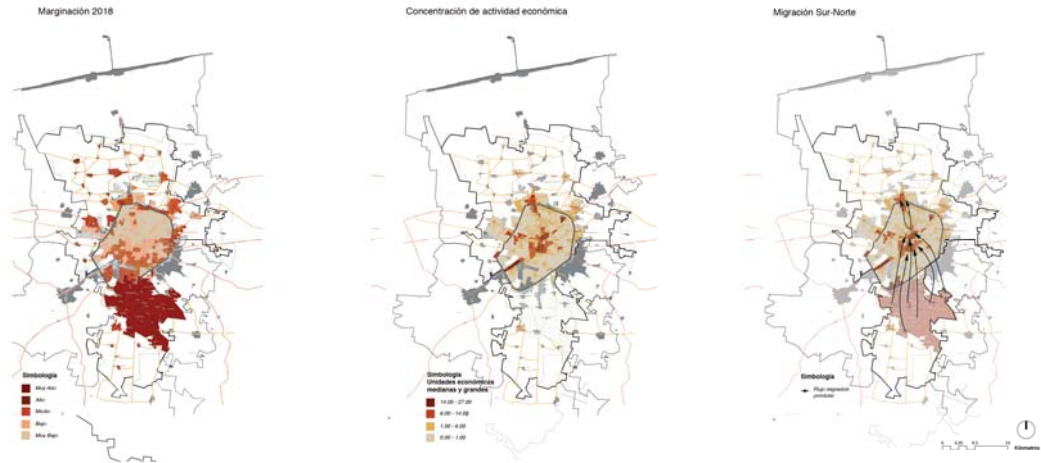 Marginación 2018
Concentración de actividad económica
Migración Sur-Norte
Simbología
Muy Alto
Alto
Medio
Bajo
Muy Bajo
Simbología
Unidades económicas
medianas y grandes
14.00 - 27.00
6.00 - 14.00
1.00 - 6.00
0.00 - 1.00
Simbología
Flujo migración
Kilómetros